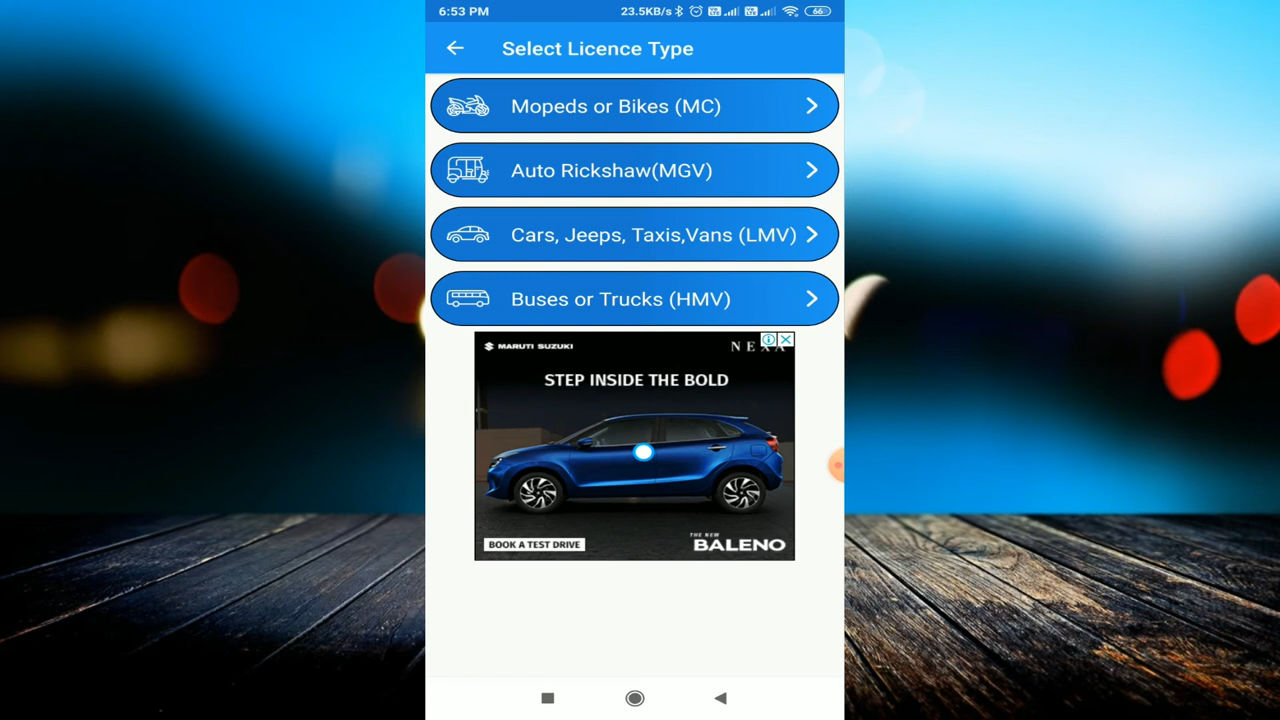 6:53 PM 23.5KB/s 66
Select Licence Type
Mopeds or Bikes (MC)
Auto Rickshaw(MGV)
Cars, Jeeps, Taxis,Vans (LMV)
Buses or Trucks (HMV)
MARUTI SUZUKI NEXA
STEP INSIDE THE BOLD
THE NEW
BOOK A TEST DRIVE BALENO